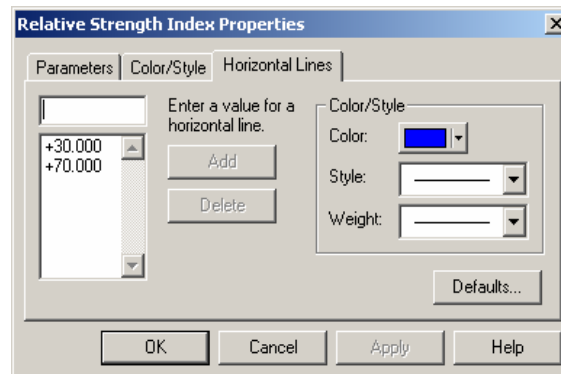 Relative Strength Index Properties
Parameters
Color/Style
Horizontal Lines
Enter a value for a
horizontal line.
+30.000
+70.000
Add
Delete
Color/Style
Color:
Style:
Weight:
Defaults...
OK
Cancel
Apply
Help